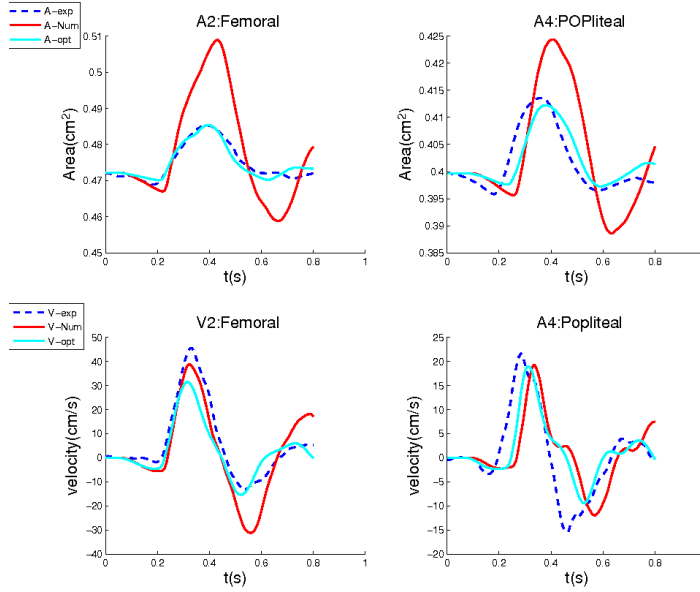 A−exp
A−Num
A−opt
A2:Femoral
0.51
0.5
0.49
0.48
0.47
0.46
0.45
Area(cm2)
0 0.2 0.4 0.6 0.8 1
t(s)
A4:POPliteal
0.425
0.42
0.415
0.41
0.405
0.4
0.395
0.39
0.385
Area(cm2)
0 0.2 0.4 0.6 0.8
t(s)
V−exp
V−Num
V−opt
V2:Femoral
50
40
30
20
10
0
−10
−20
−30
−40
velocity(cm/s)
0 0.2 0.4 0.6 0.8 1
t(s)
A4:Popliteal
25
20
15
10
5
0
−5
−10
−15
−20
velocity(cm/s)
0 0.2 0.4 0.6 0.8
t(s)